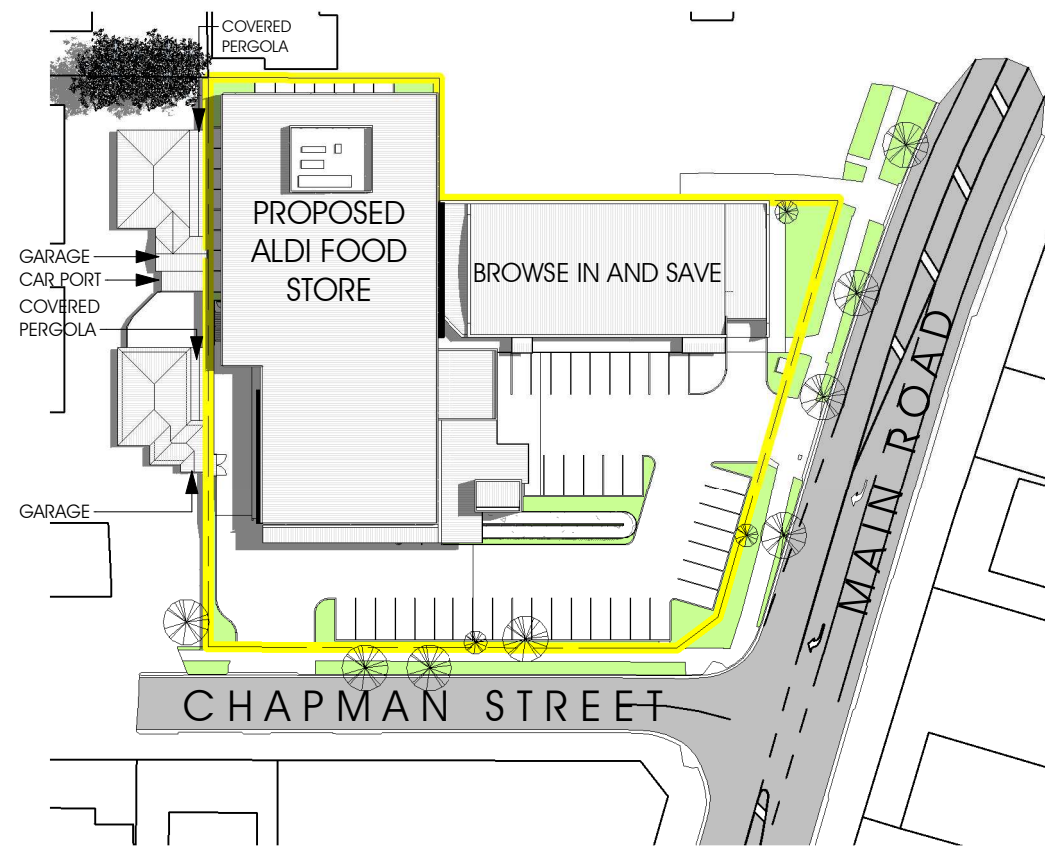 COVERED
PERGOLA
PROPOSED
ALDI FOOD
STORE
BROWSE IN AND SAVE
GARAGE
CAR PORT
COVERED
PERGOLA
GARAGE
MAIN ROAD
CHAPMAN STREET